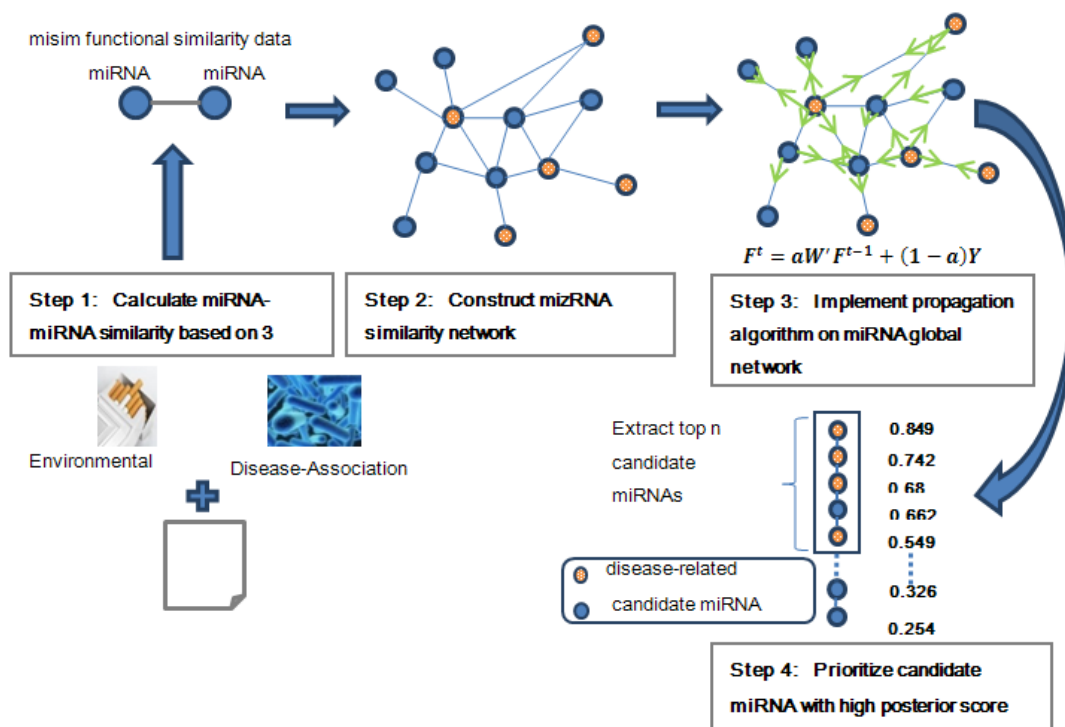 misim functional similarity data
miRNA miRNA
F^t = aW'F^{t-1} + (1 - a)Y
Step 1: Calculate miRNA-
miRNA similarity based on 3
Step 2: Construct mizRNA
similarity network
Step 3: Implement propagation
algorithm on miRNA global
network
Environmental
Disease-Association
Extract top n
candidate
miRNAs
0.849
0.742
0.68
0.662
0.549
0.326
0.254
disease-related
candidate miRNA
Step 4: Prioritize candidate
miRNA with high posterior score